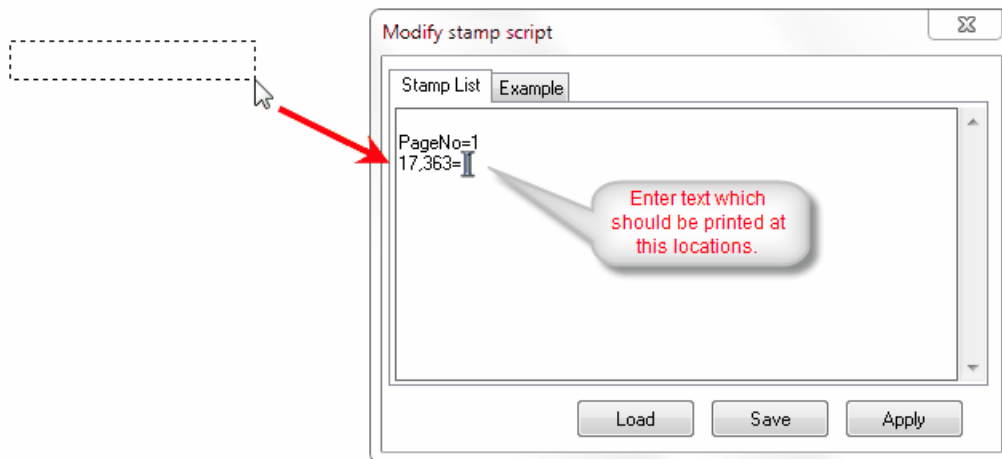 Modify stamp script
Stamp List
Example
PageNo=1
17,363=
Enter text which
should be printed at
this locations.
Load
Save
Apply